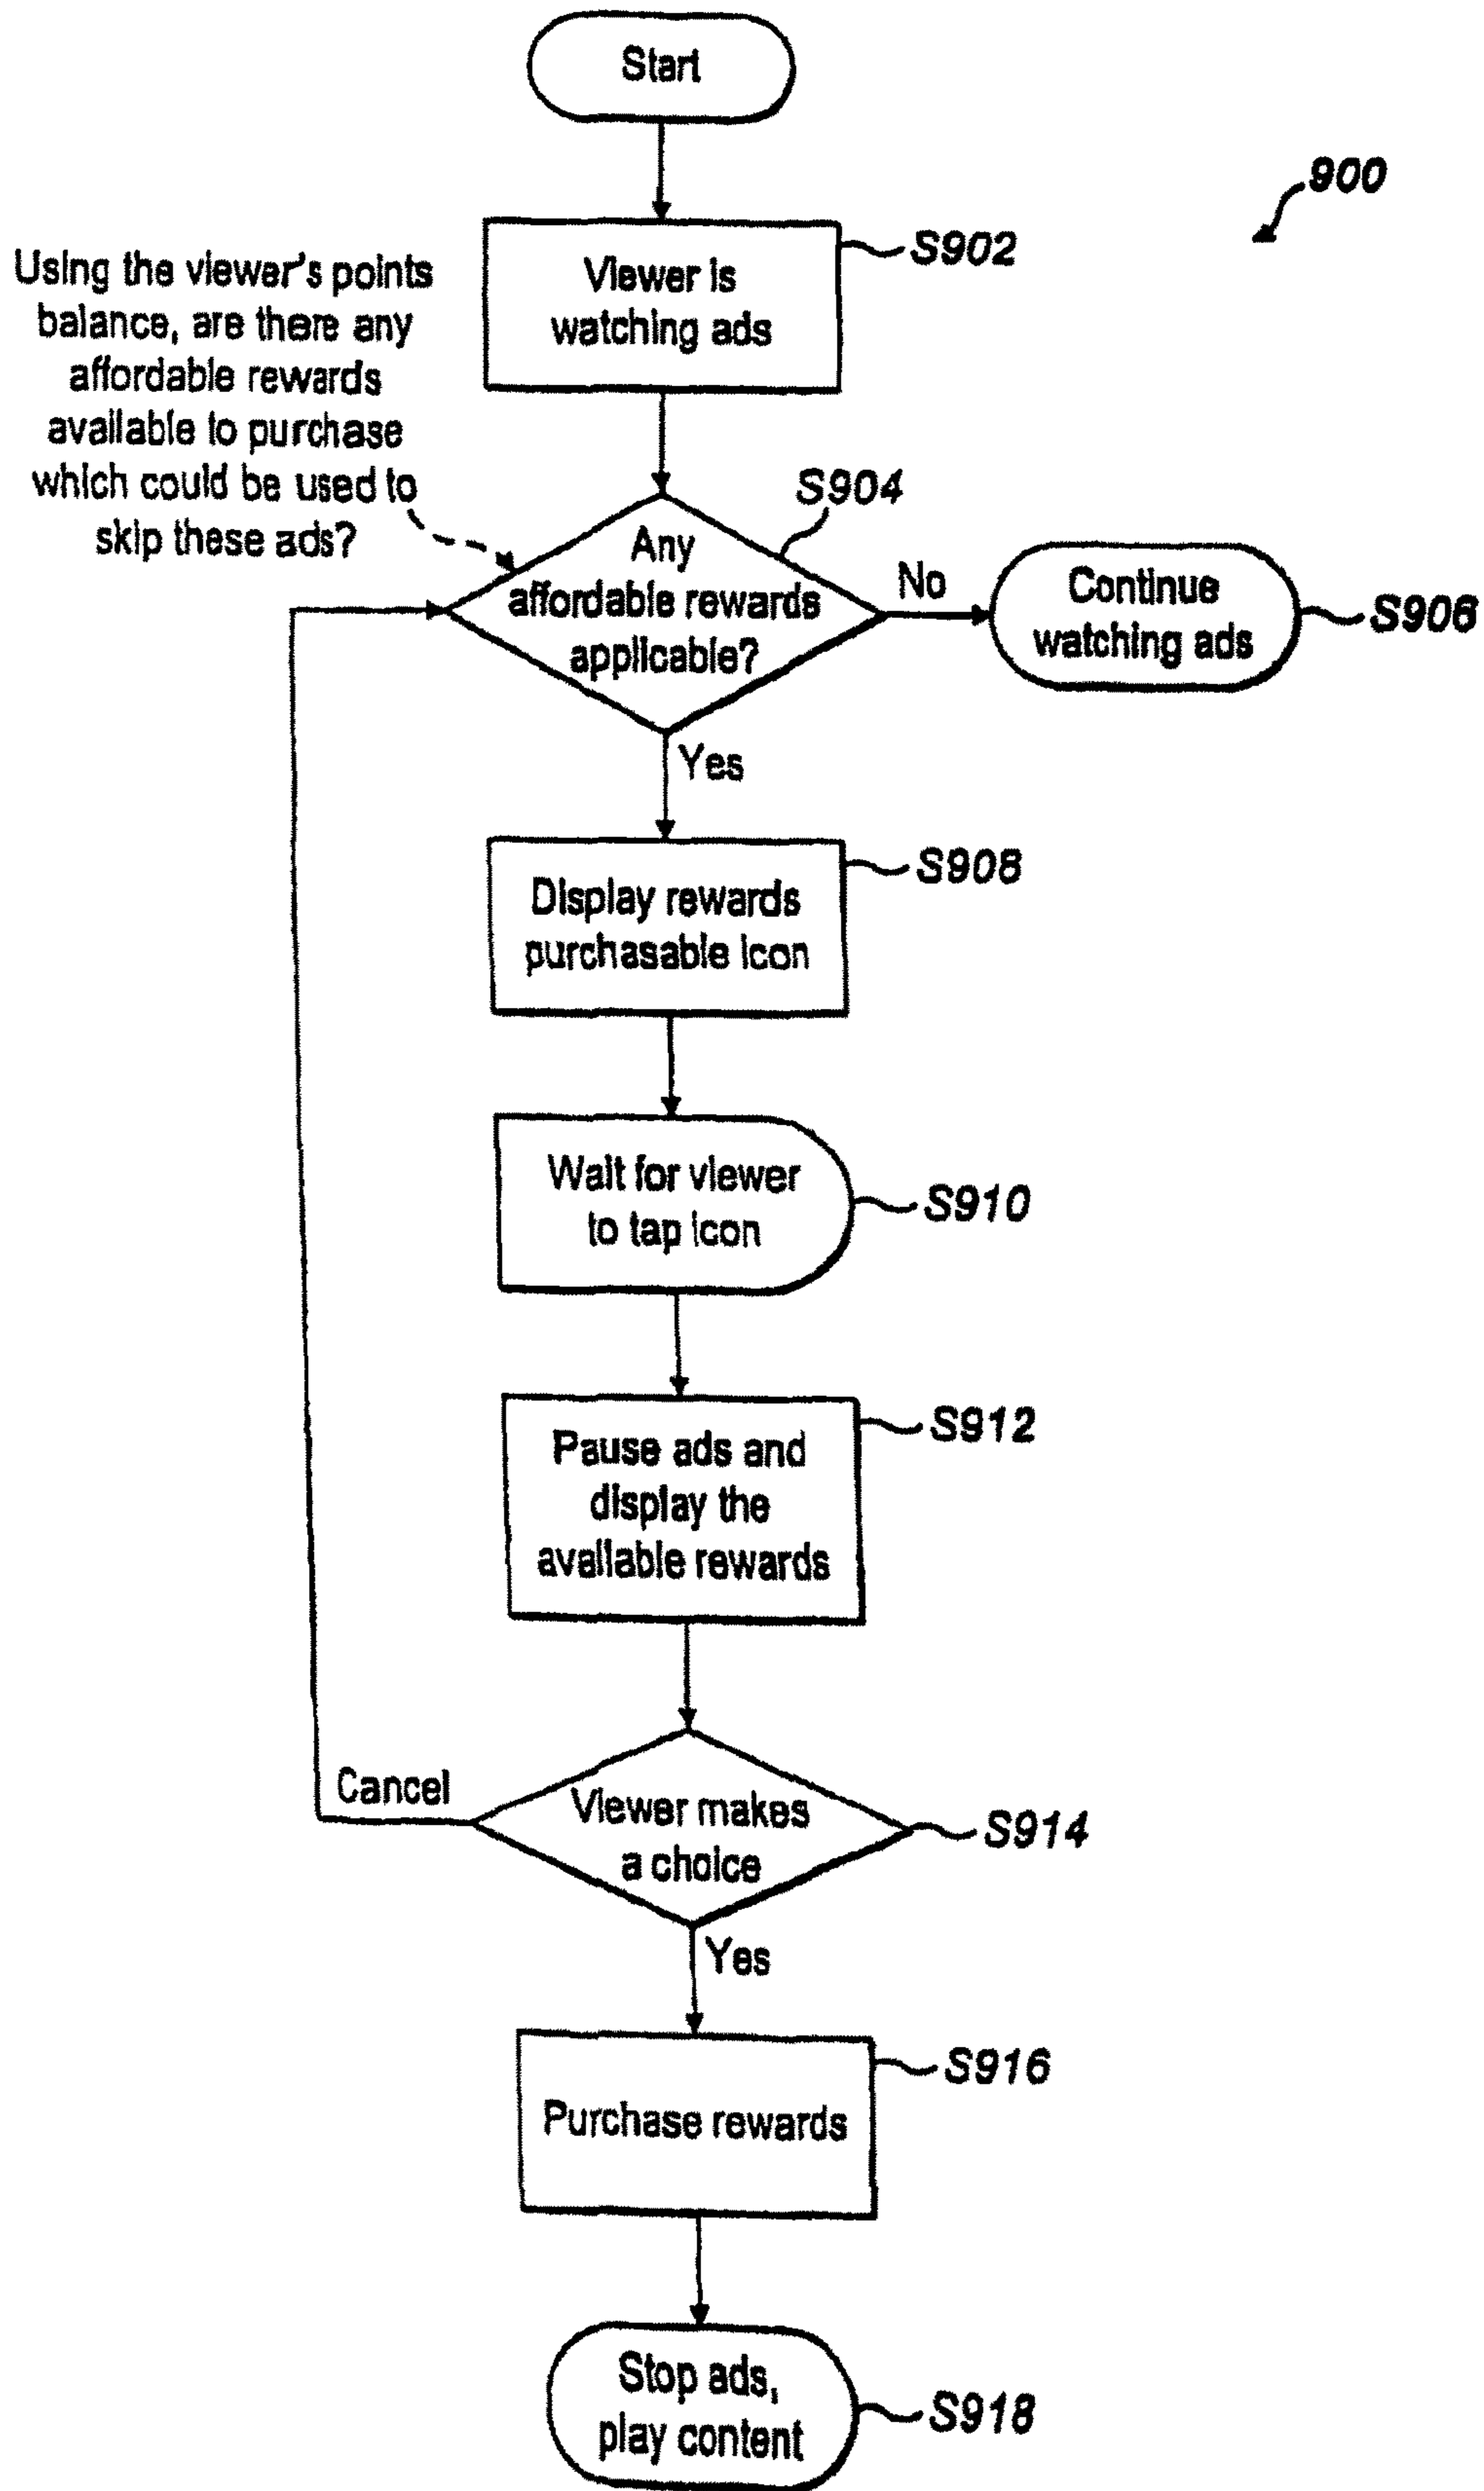 Start
900
Viewer is
watching ads
S902
Using the viewer's points
balance, are there any
affordable rewards
available to purchase
which could be used to
skip these ads?
Any
affordable rewards
applicable?
S904
No
Continue
watching ads
S906
Yes
Display rewards
purchasable icon
S908
Wait for viewer
to tap icon
S910
Pause ads and
display the
available rewards
S912
Viewer makes
a choice
S914
Cancel
Yes
Purchase rewards
S916
Stop ads,
play content
S918